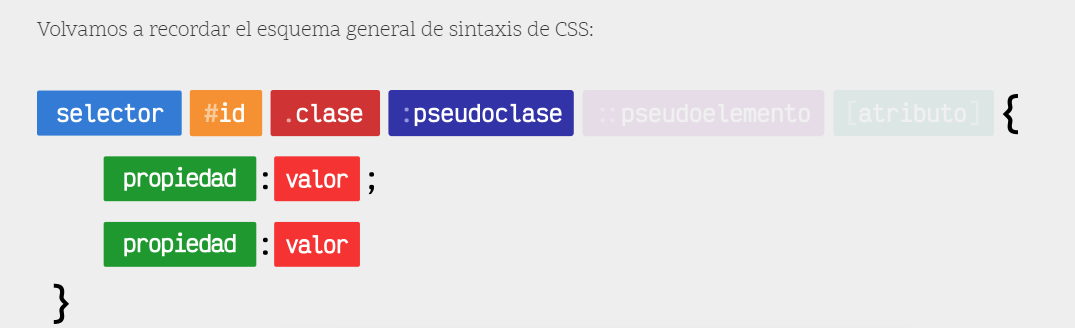 Volvamos a recordar el esquema general de sintaxis de CSS:
selector #id .clase :pseudoclase ::pseudoelemento [atributo] {
propiedad : valor ;
propiedad : valor
}